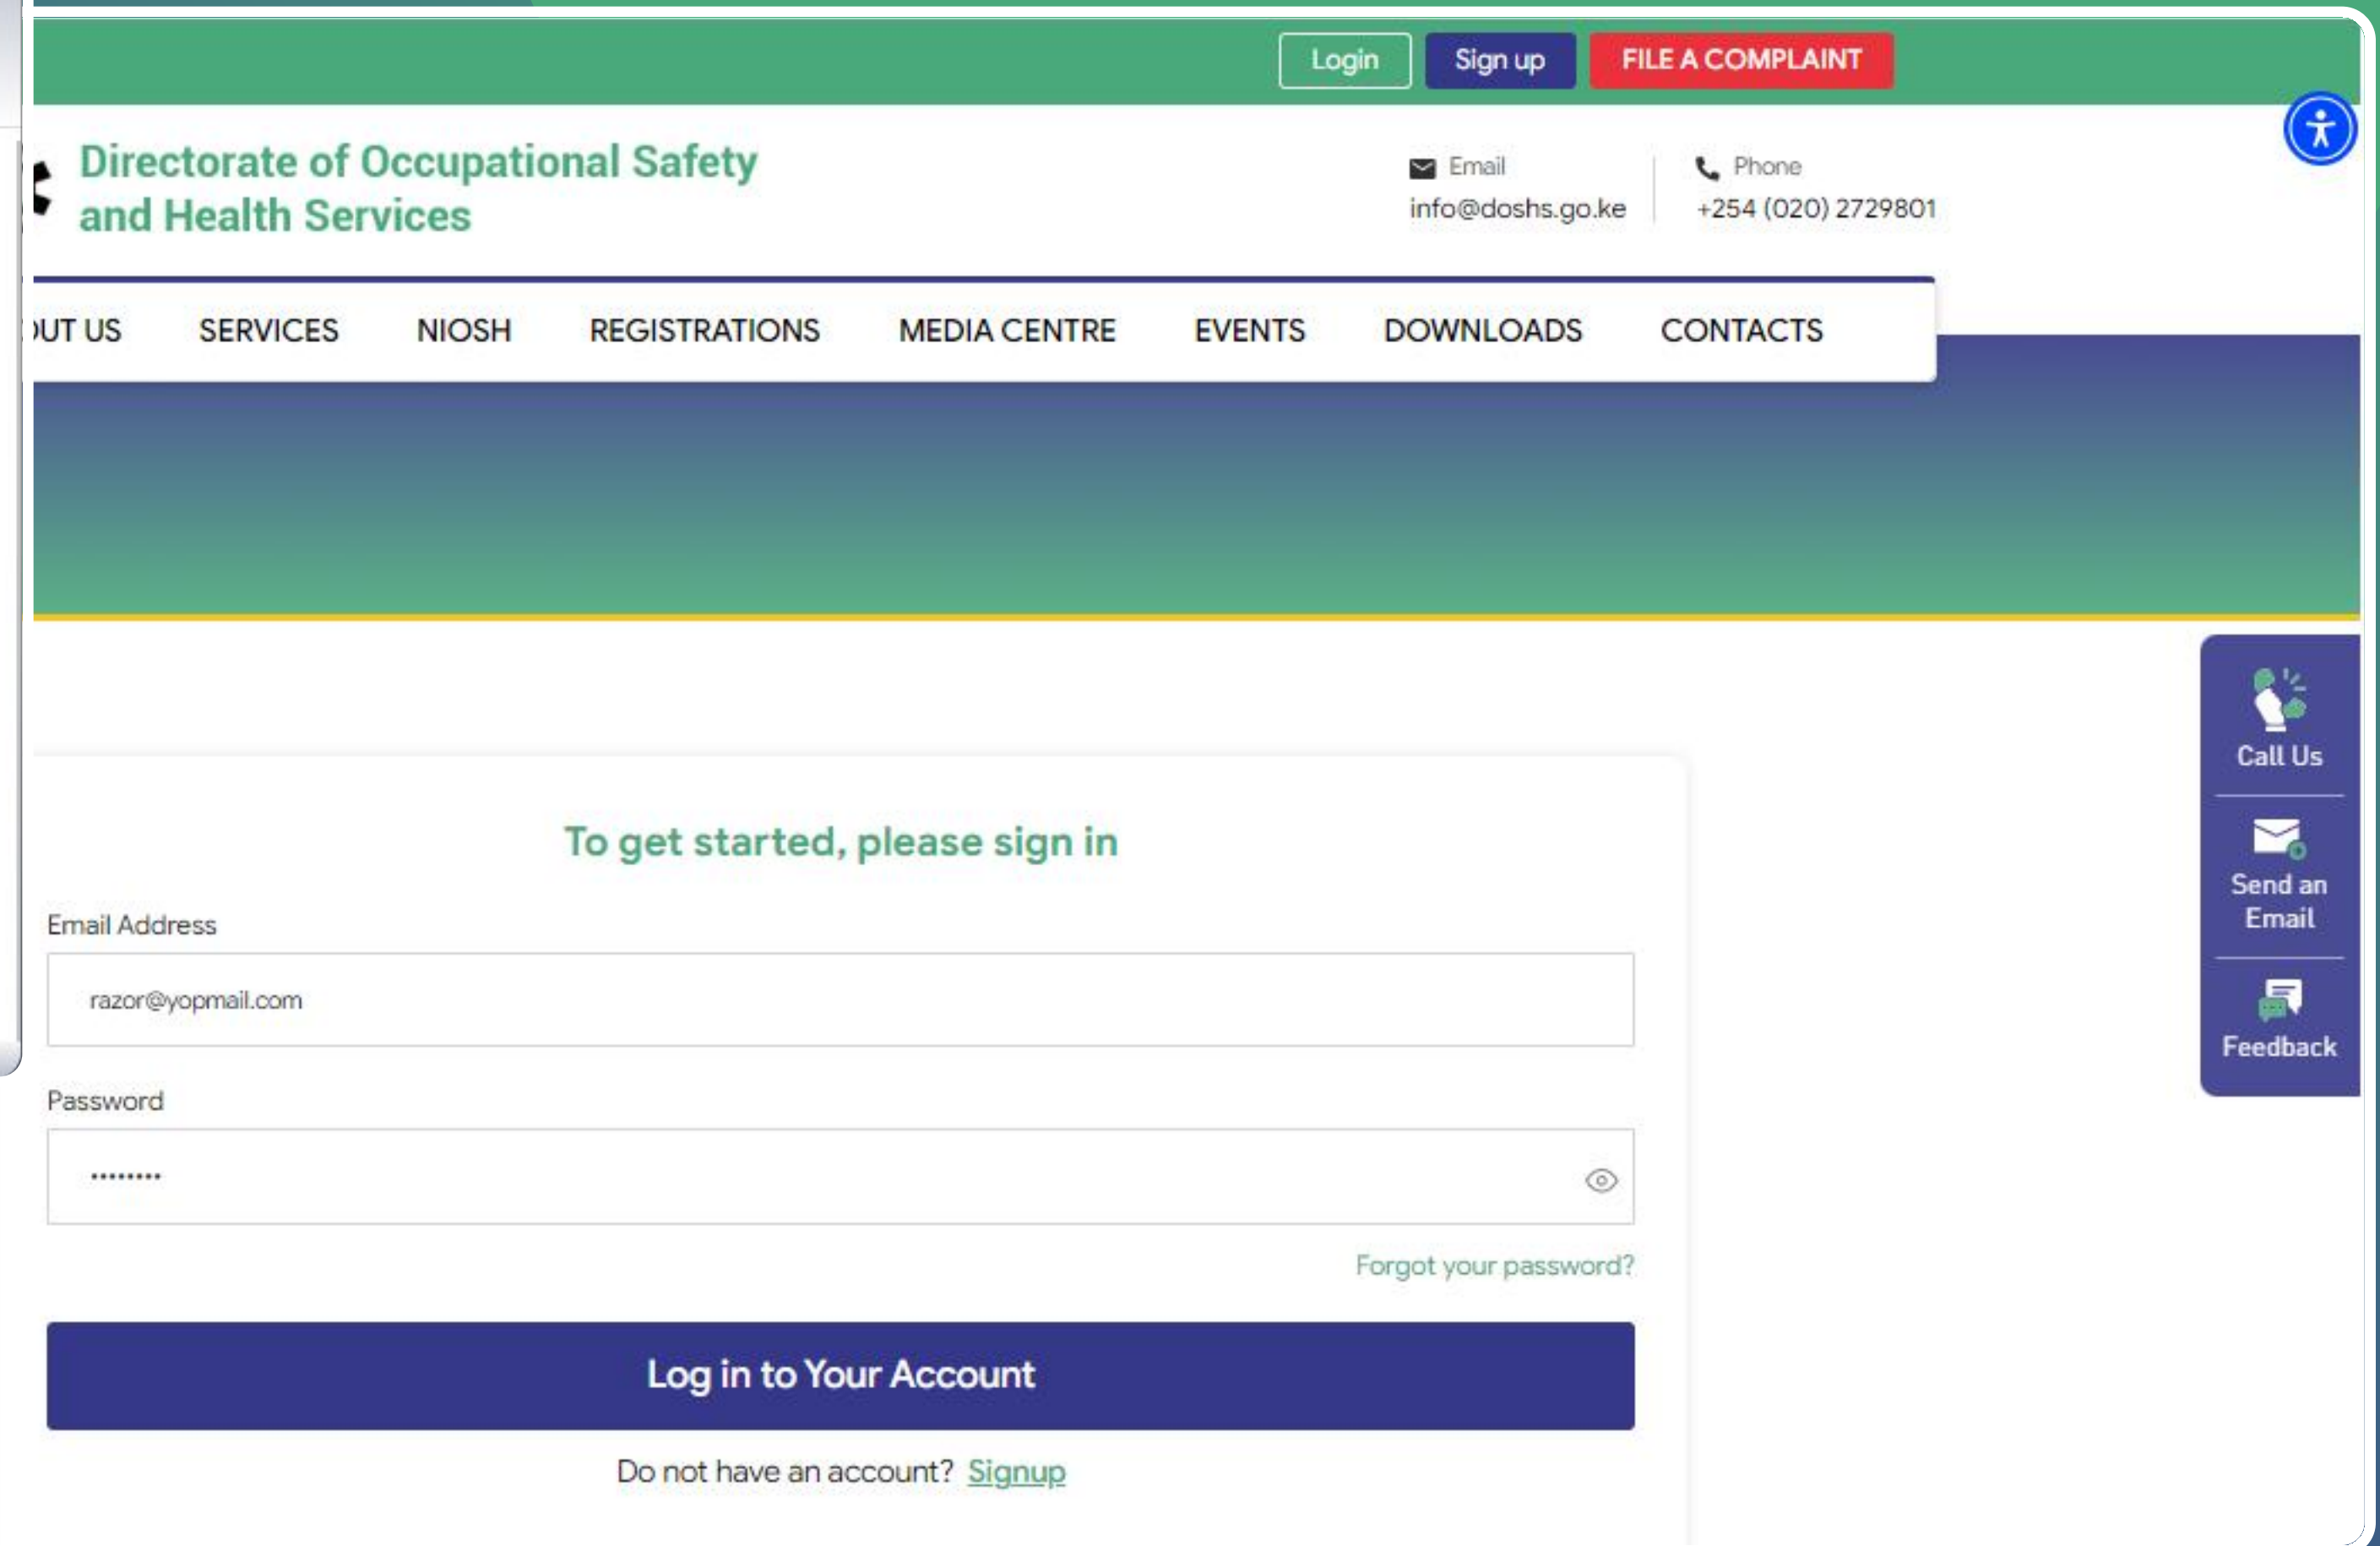 Login Sign up FILE A COMPLAINT
Directorate of Occupational Safety
and Health Services
Email
info@doshs.go.ke
Phone
+254 (020) 2729801
OUT US SERVICES NIOSH REGISTRATIONS MEDIA CENTRE EVENTS DOWNLOADS CONTACTS
Call Us
Send an
Email
Feedback
To get started, please sign in
Email Address
razor@yopmail.com
Password
••••••••
Forgot your password?
Log in to Your Account
Do not have an account? Signup